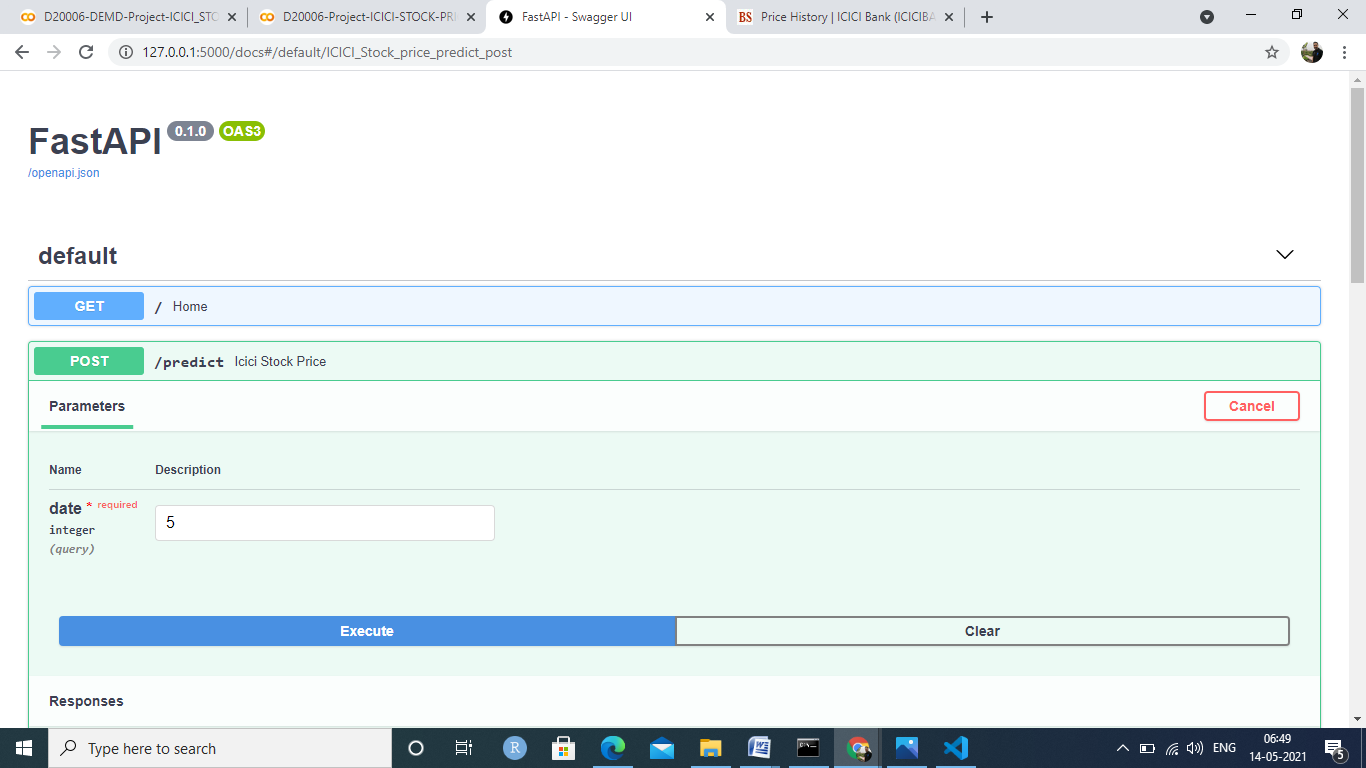 D20006-DEMD-Project-ICICI_STO
D20006-Project-ICICI-STOCK-PRI
FastAPI - Swagger UI
BS Price History | ICICI Bank (ICICIBA
127.0.0.1:5000/docs#/default/ICICI_Stock_price_predict_post
FastAPI 0.1.0 OAS3
/openapi.json
default
GET / Home
POST /predict Icici Stock Price
Parameters Cancel
Name Description
date * required
5
integer
(query)
Execute Clear
Responses
Type here to search
R
W
C:\
ENG
06:49
14-05-2021
5